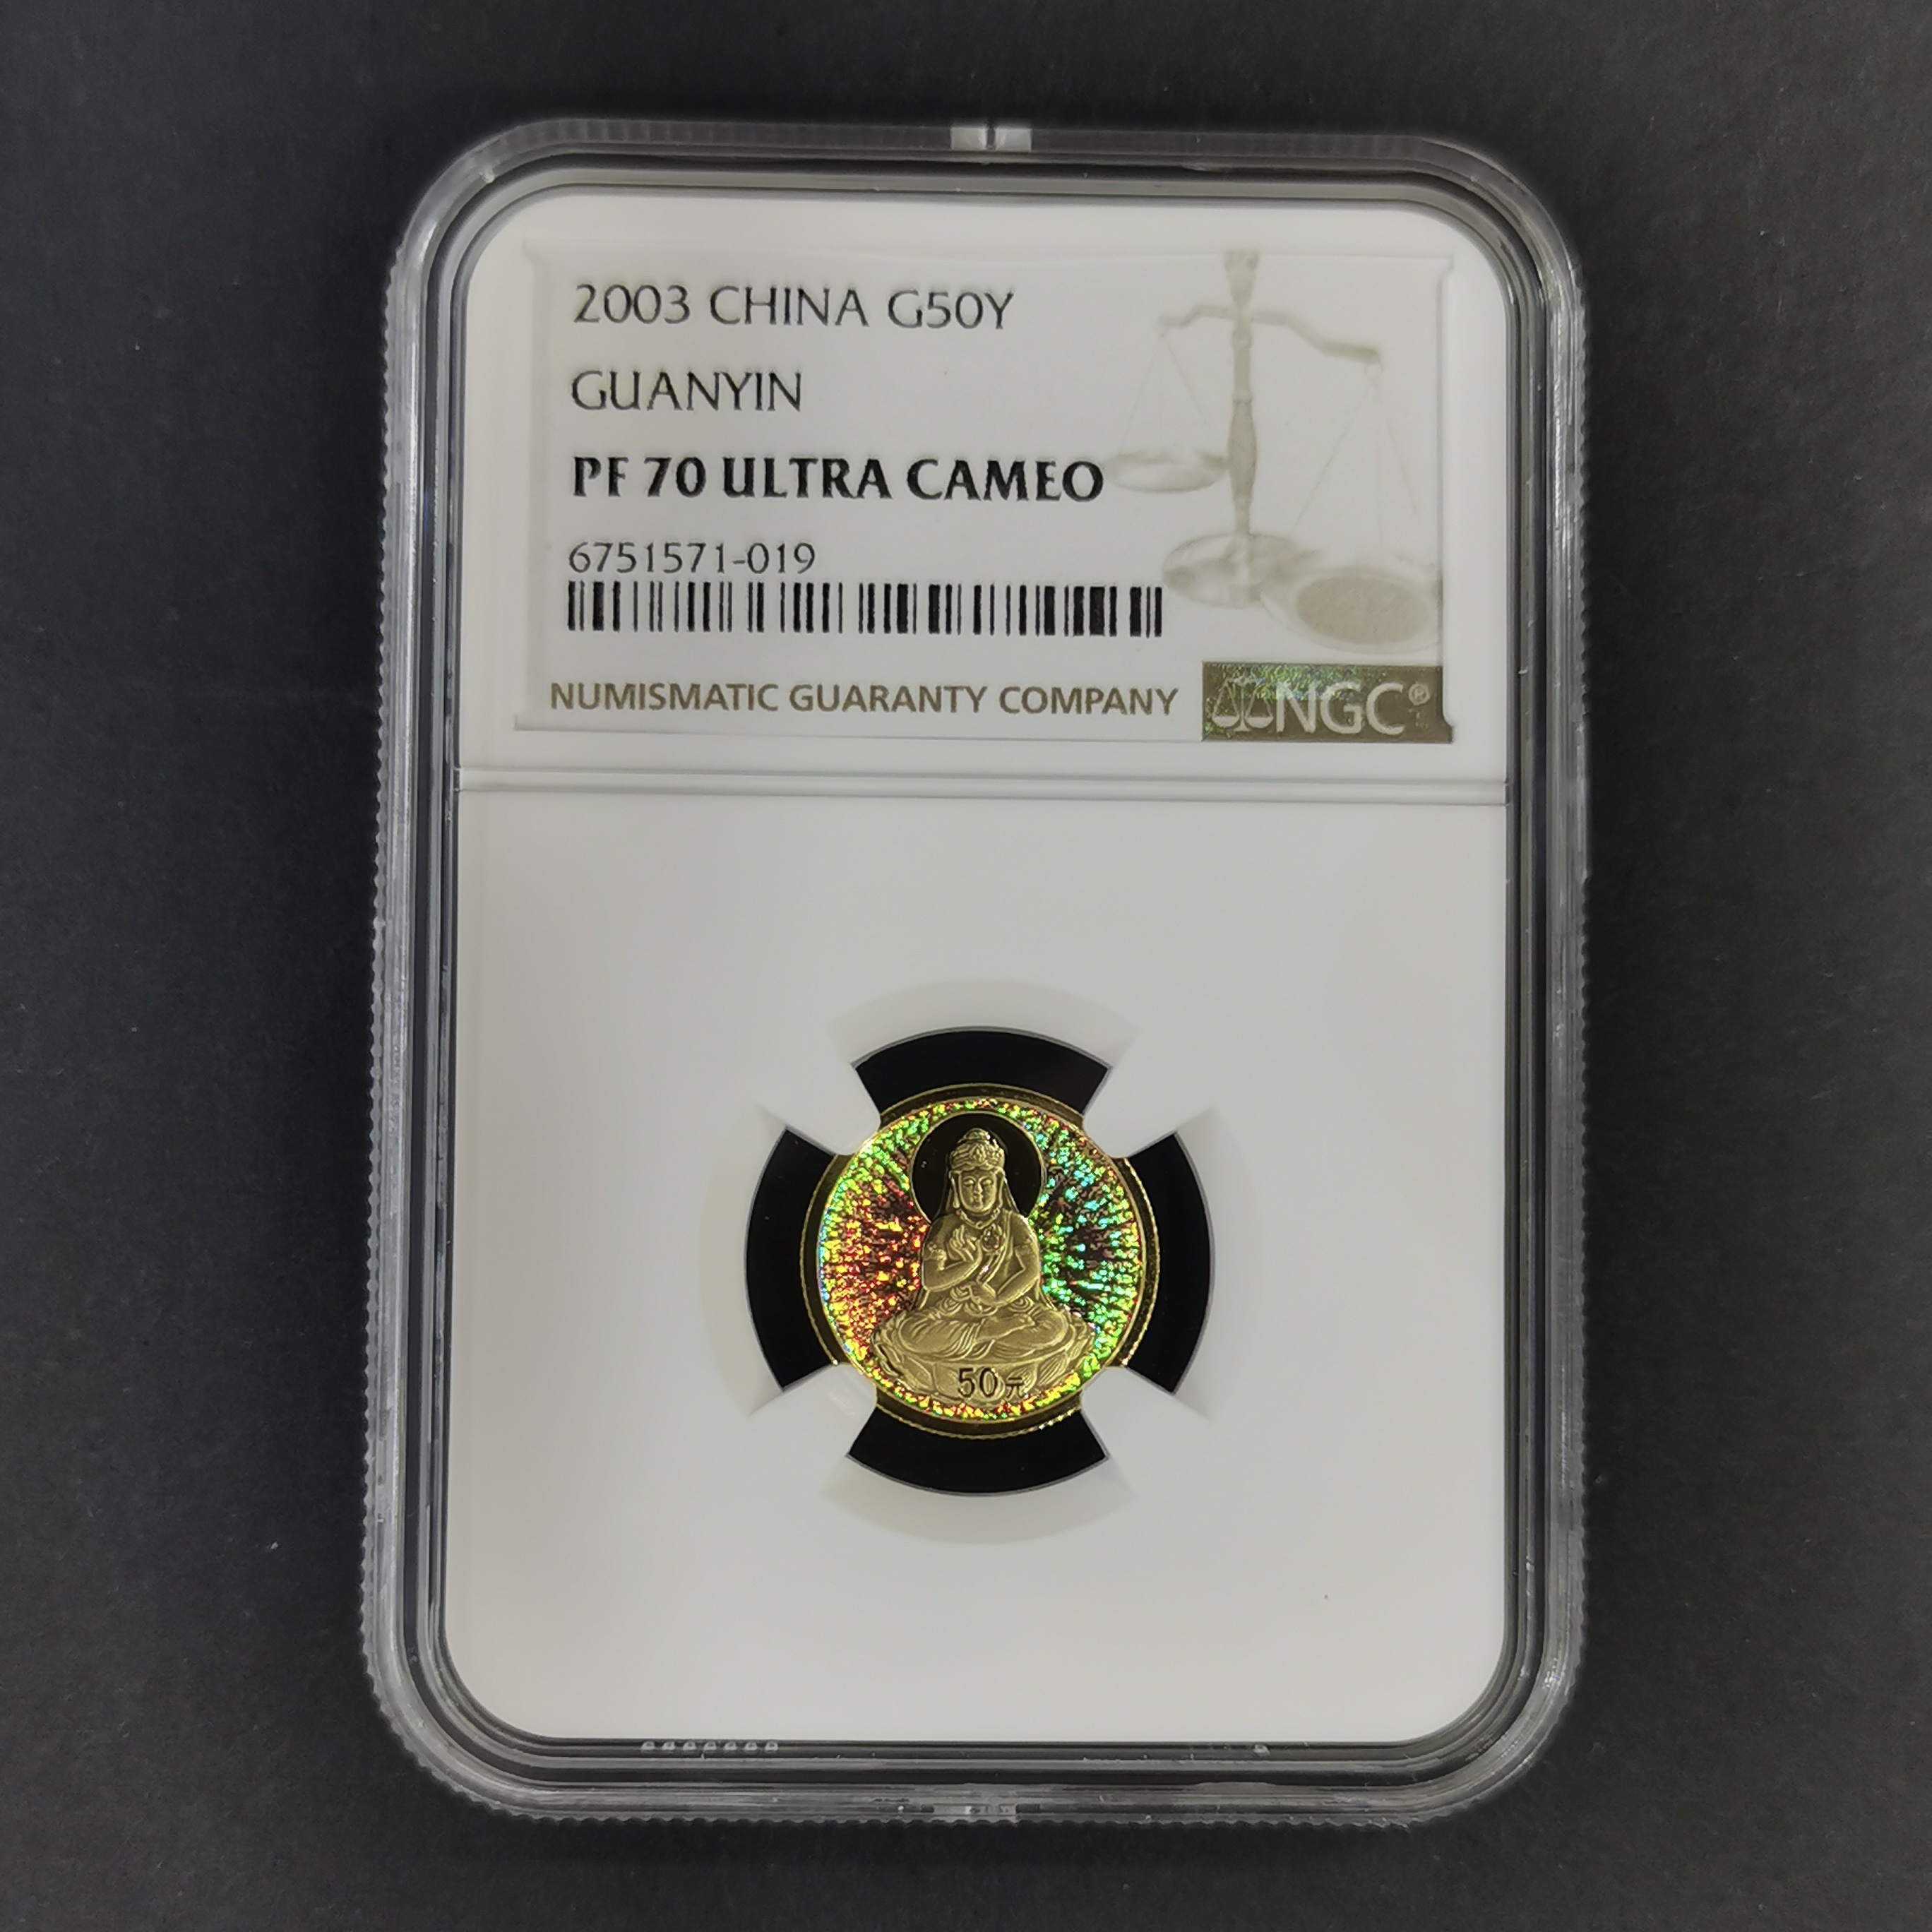 2003 CHINA G50Y
GUANYIN
PF 70 ULTRA CAMEO
6751571-019
NUMISMATIC GUARANTY COMPANY NGC®
50元